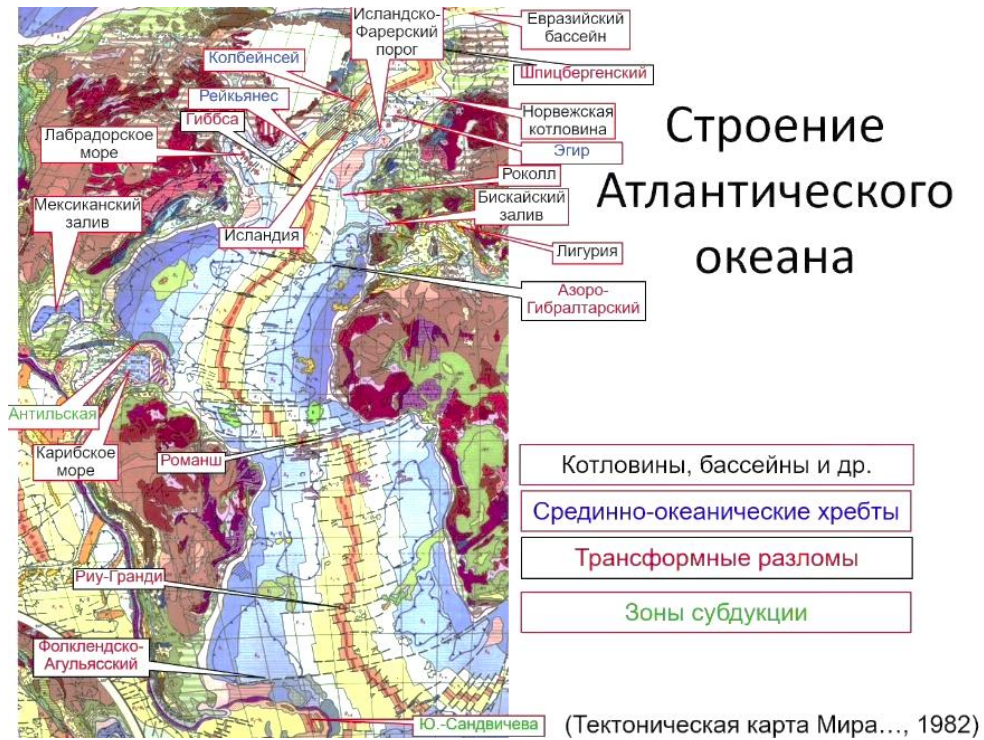 Исландско-
Фарерский
порог
Евразийский
бассейн
Колбейнсей
Шпицбергенский
Рейкьянес
Гиббса
Норвежская
котловина
Лабрадорское
море
Эгир
Роколл
Мексиканский
залив
Бискайский
залив
Исландия
Лигурия
Азоро-
Гибралтарский
Строение
Атлантического
океана
Антильская
Карибское
море
Романш
Котловины, бассейны и др.
Срединно-океанические хребты
Трансформные разломы
Зоны субдукции
Риу-Гранди
Фолклендско-
Агульясский
Ю.-Сандвичева
(Тектоническая карта Мира..., 1982)